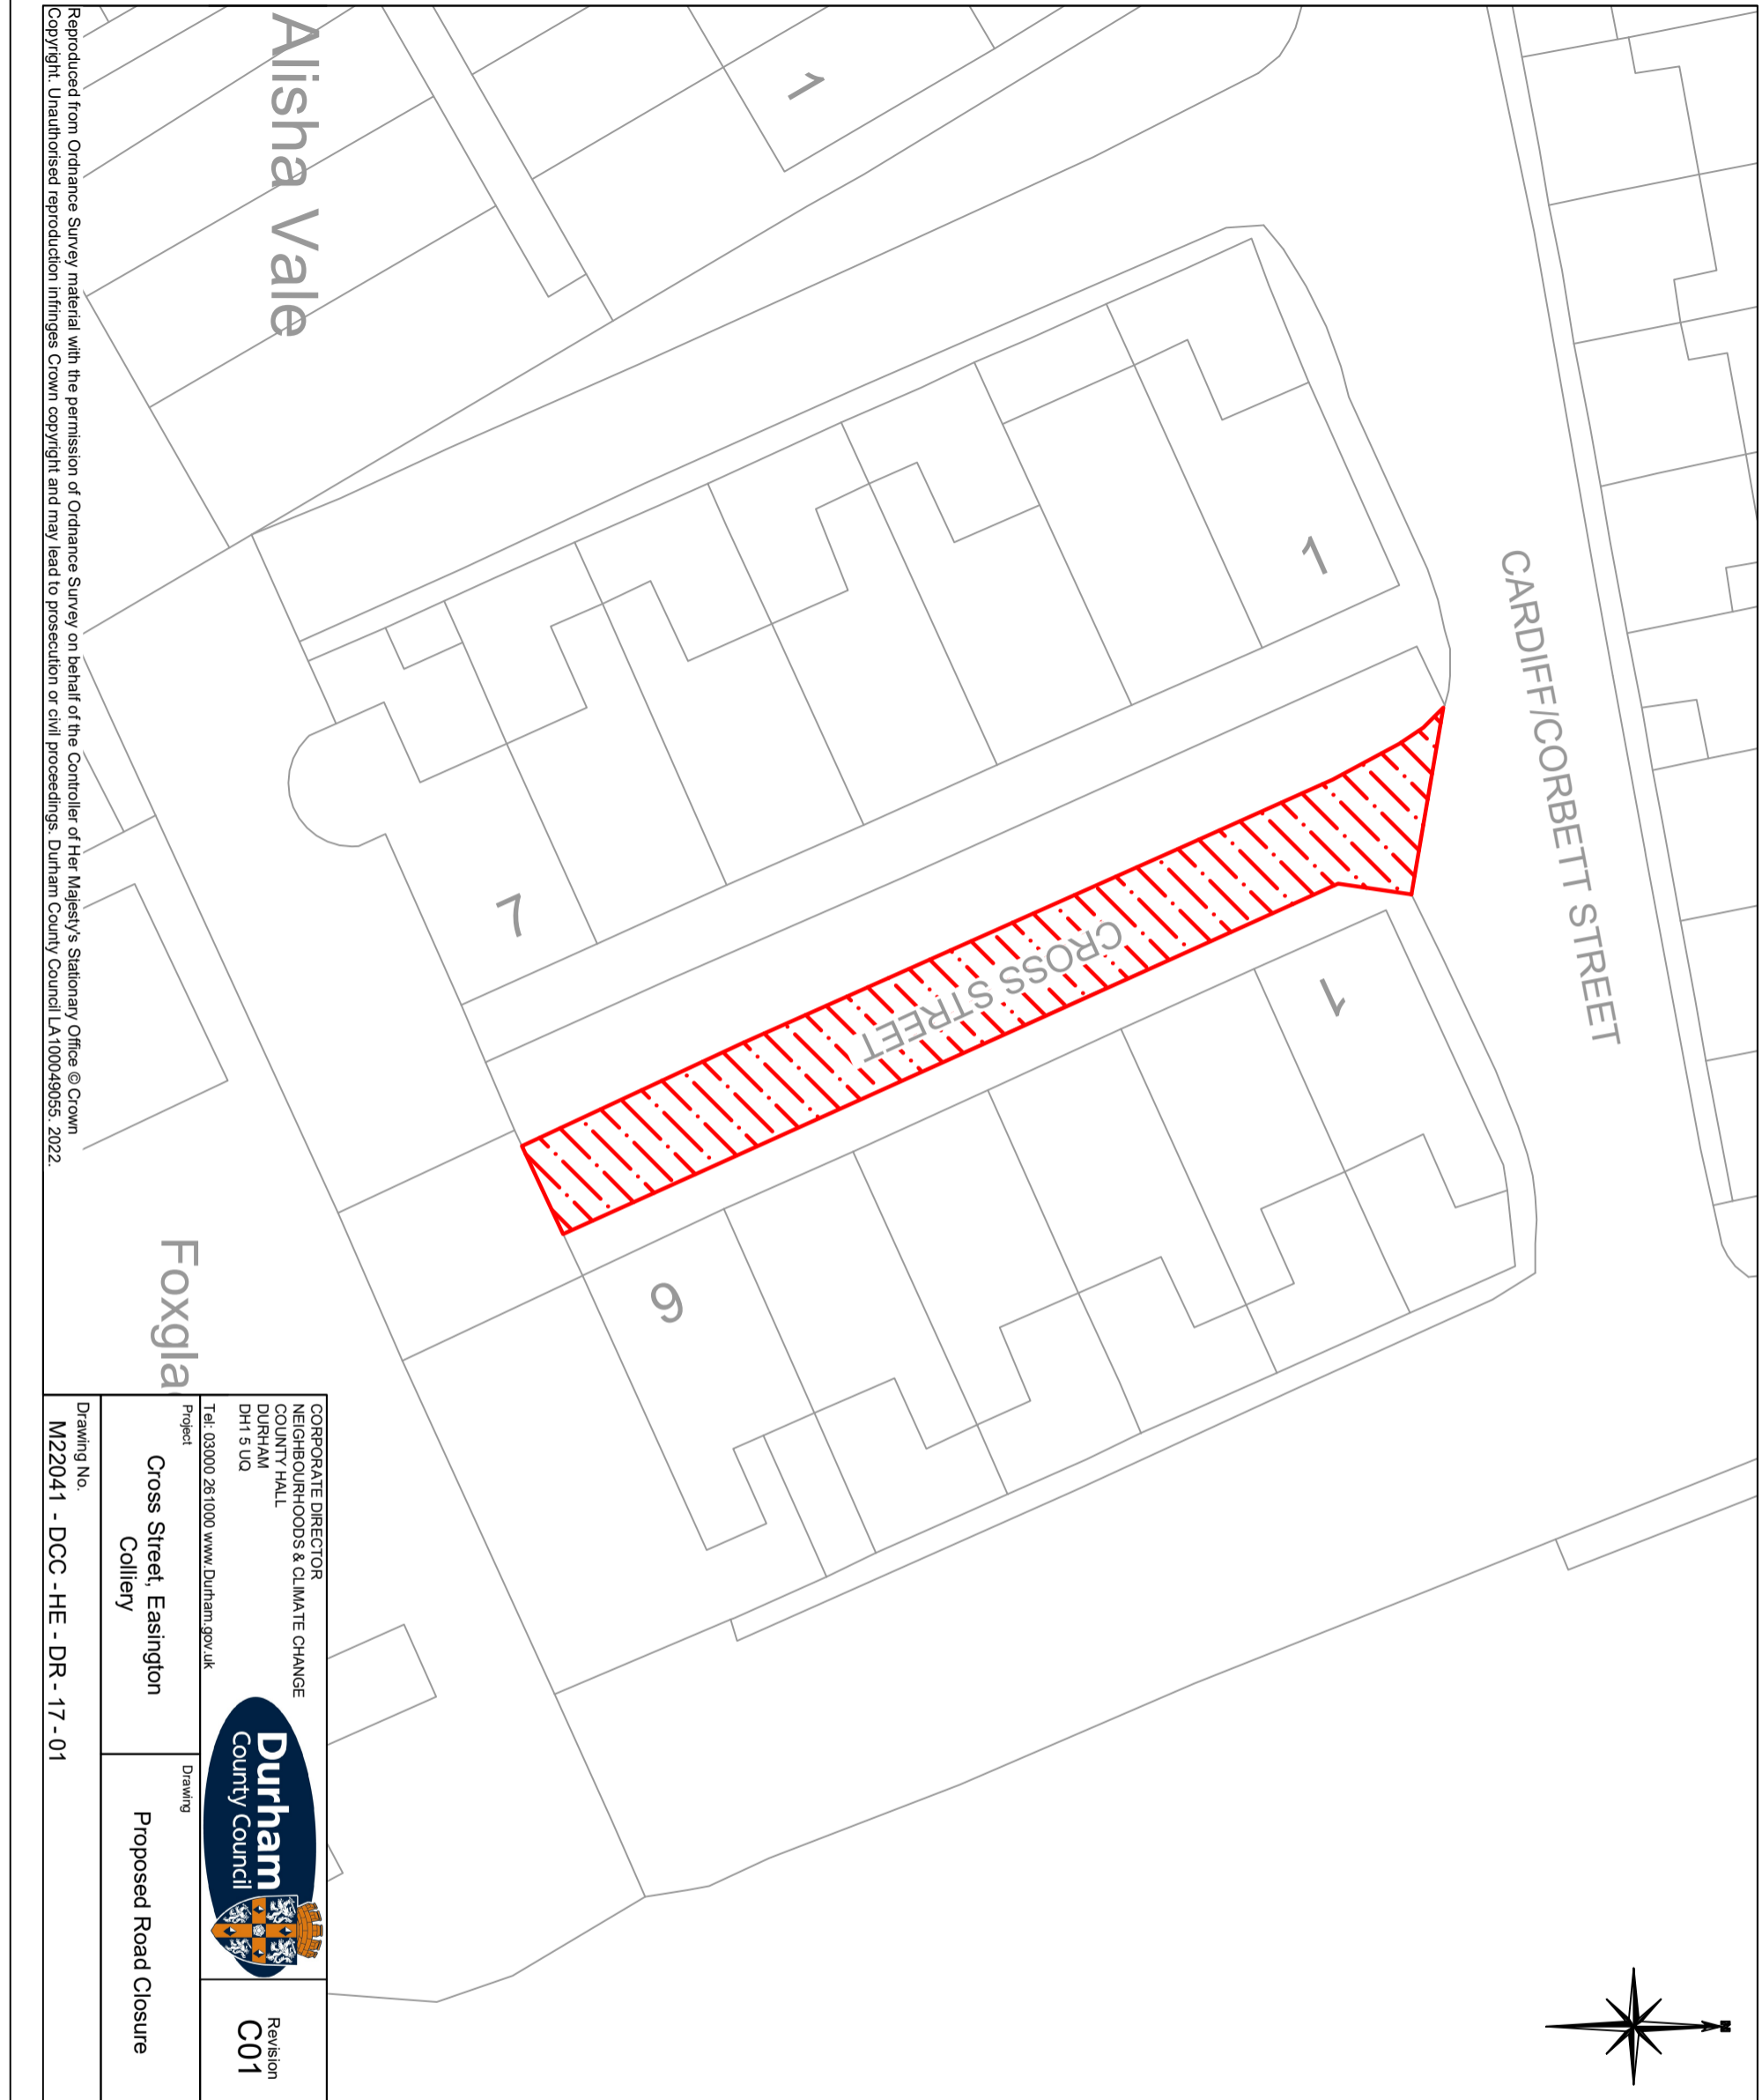 CARDIFF/CORBETT STREET
1
1
CROSS STREET
7
6
1
Alisha Vale
Foxgla
N
CORPORATE DIRECTOR
NEIGHBOURHOODS & CLIMATE CHANGE
COUNTY HALL
DURHAM
DH1 5 UQ
Tel: 03000 261000 www.Durham.gov.uk
Durham
County Council
Revision
C01
Project
Cross Street, Easington
Colliery
Drawing
Proposed Road Closure
Drawing No.
M22041 - DCC - HE - DR - 17 - 01
Reproduced from Ordnance Survey material with the permission of Ordnance Survey on behalf of the Controller of Her Majesty's Stationary Office © Crown
Copyright. Unauthorised reproduction infringes Crown copyright and may lead to prosecution or civil proceedings. Durham County Council LA100049055. 2022.